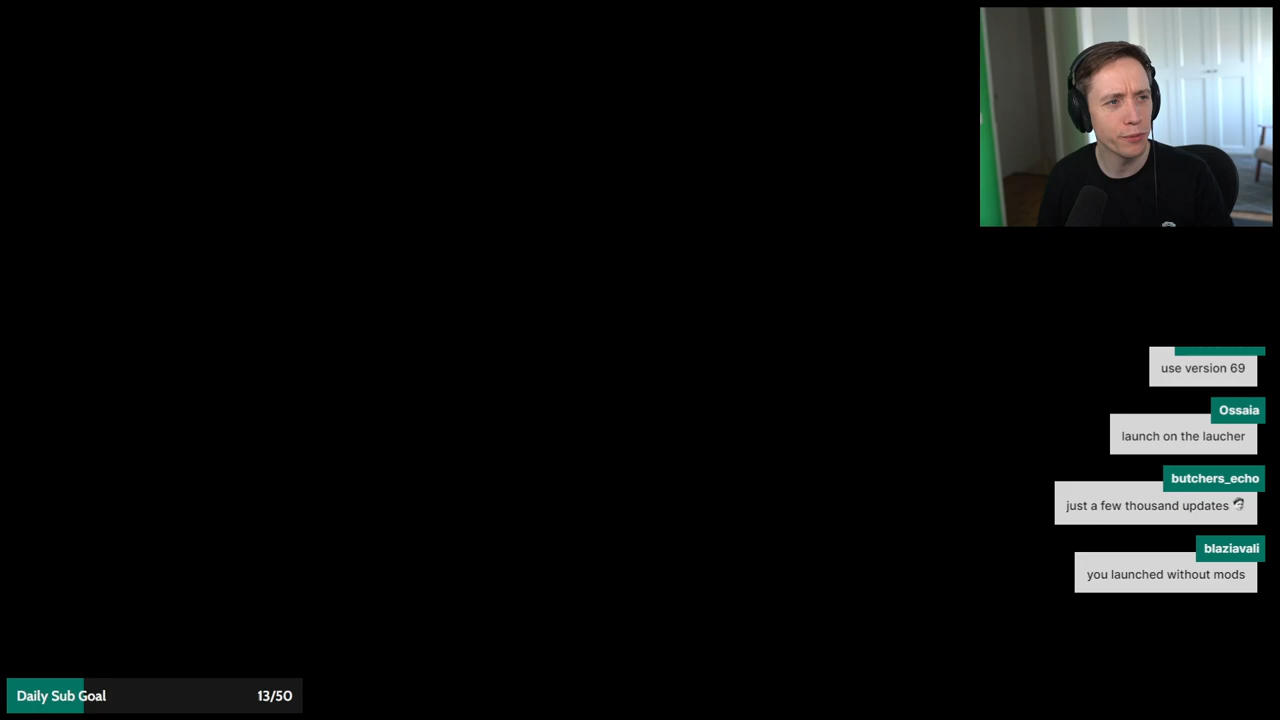 use version 69
Ossaia
launch on the laucher
butchers_echo
just a few thousand updates
blaziavali
you launched without mods
Daily Sub Goal 13/50